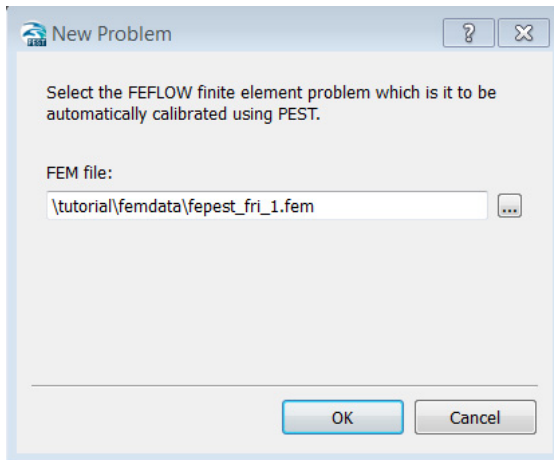 PEST
New Problem
?
Select the FEFLOW finite element problem which is it to be
automatically calibrated using PEST.
FEM file:
\tutorial\femdata\fepest_fri_1.fem
...
OK Cancel